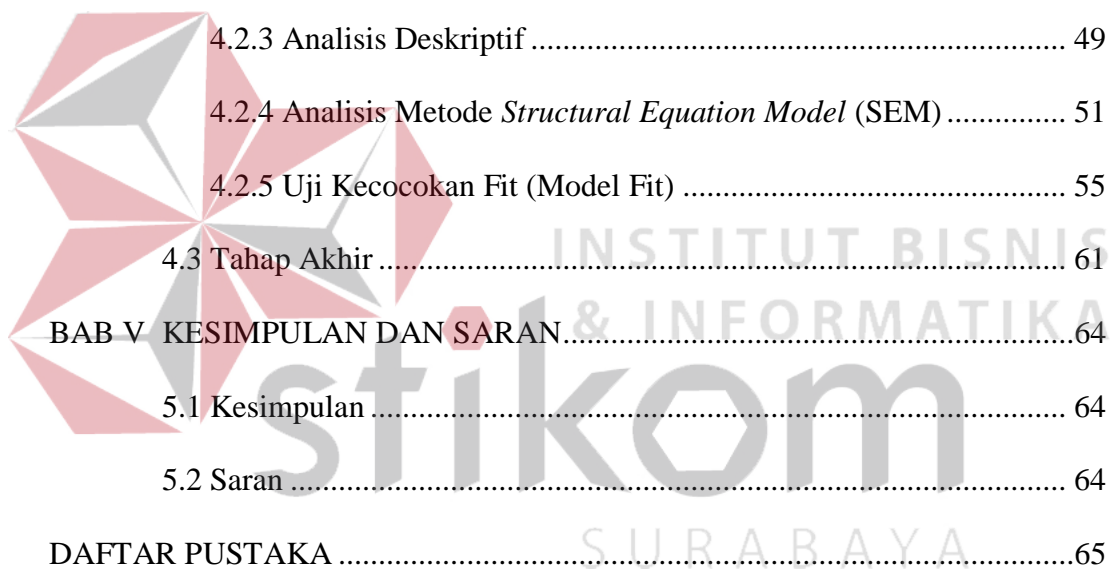 4.2.3 Analisis Deskriptif ................................................................ 49
4.2.4 Analisis Metode Structural Equation Model (SEM) .............. 51
4.2.5 Uji Kecocokan Fit (Model Fit) .............................................. 55
INSTITUT BISNIS
4.3 Tahap Akhir .................................................................................... 61
& INFORMATIKA
BAB V KESIMPULAN DAN SARAN.............................................................64
stikom
5.1 Kesimpulan ..................................................................................... 64
5.2 Saran ............................................................................................... 64
SURABAYA
DAFTAR PUSTAKA ........................................................................................65